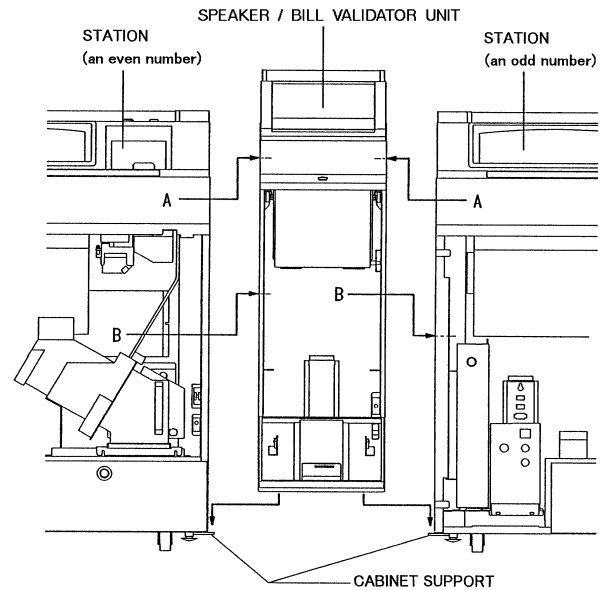 SPEAKER / BILL VALIDATOR UNIT
STATION
(an even number)
STATION
(an odd number)
A
A
B
B
CABINET SUPPORT